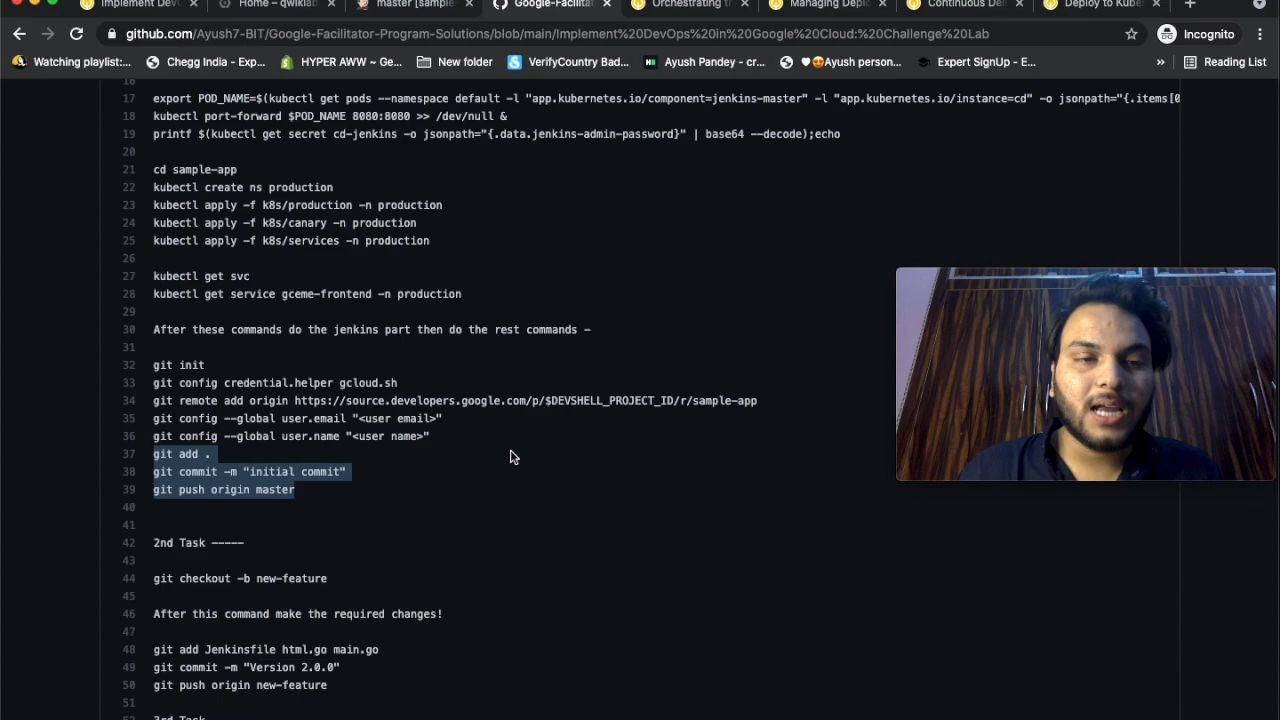 Implement DevO
Home – qwiklab
master [sample-
Google-Facilitat
Orchestrating t
Managing Deplo
Continuous Deli
Deploy to Kube
github.com/Ayush7-BIT/Google-Facilitator-Program-Solutions/blob/main/Implement%20DevOps%20in%20Google%20Cloud:%20Challenge%20Lab
Incognito
Watching playlist:...
Chegg India - Exp...
HYPER AWW ~ Ge...
New folder
VerifyCountry Bad...
Ayush Pandey - cr...
❤😍Ayush person...
Expert SignUp - E...
»
Reading List
16
17 export POD_NAME=$(kubectl get pods --namespace default -l "app.kubernetes.io/component=jenkins-master" -l "app.kubernetes.io/instance=cd" -o jsonpath="{.items[0
18 kubectl port-forward $POD_NAME 8080:8080 >> /dev/null &
19 printf $(kubectl get secret cd-jenkins -o jsonpath="{.data.jenkins-admin-password}" | base64 --decode);echo
20
21 cd sample-app
22 kubectl create ns production
23 kubectl apply -f k8s/production -n production
24 kubectl apply -f k8s/canary -n production
25 kubectl apply -f k8s/services -n production
26
27 kubectl get svc
28 kubectl get service gceme-frontend -n production
29
30 After these commands do the jenkins part then do the rest commands -
31
32 git init
33 git config credential.helper gcloud.sh
34 git remote add origin https://source.developers.google.com/p/$DEVSHELL_PROJECT_ID/r/sample-app
35 git config --global user.email "<user email>"
36 git config --global user.name "<user name>"
37 git add .
38 git commit -m "initial commit"
39 git push origin master
40
41
42 2nd Task -----
43
44 git checkout -b new-feature
45
46 After this command make the required changes!
47
48 git add Jenkinsfile html.go main.go
49 git commit -m "Version 2.0.0"
50 git push origin new-feature
51
52 3rd Task